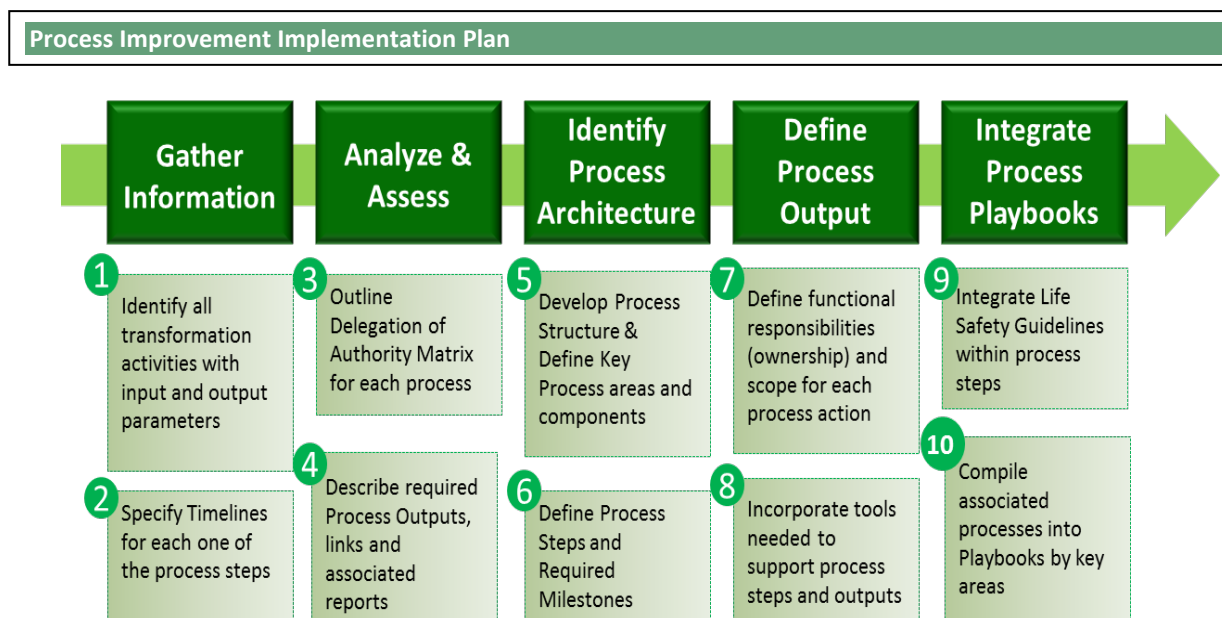 Process Improvement Implementation Plan
Gather
Information
Analyze &
Assess
Identify
Process
Architecture
Define
Process
Output
Integrate
Process
Playbooks
1
Identify all
transformation
activities with
input and output
parameters
2
Specify Timelines
for each one of
the process steps
3
Outline
Delegation of
Authority Matrix
for each process
4
Describe required
Process Outputs,
links and
associated
reports
5
Develop Process
Structure &
Define Key
Process areas and
components
6
Define Process
Steps and
Required
Milestones
7
Define functional
responsibilities
(ownership) and
scope for each
process action
8
Incorporate tools
needed to
support process
steps and outputs
9
Integrate Life
Safety Guidelines
within process
steps
10
Compile
associated
processes into
Playbooks by key
areas